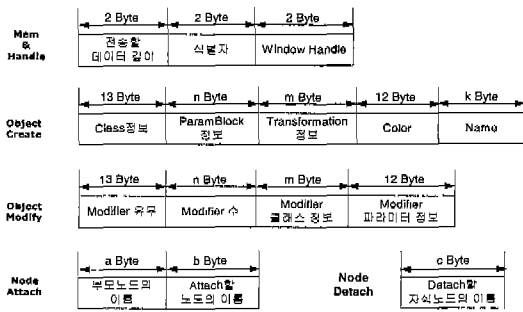 2 Byte 2 Byte 2 Byte
Mem & Handle
전송할 데이터 길이
식별자
Window Handle
13 Byte n Byte m Byte 12 Byte k Byte
Object Create
Class정보
ParamBlock 정보
Transformation 정보
Color
Name
13 Byte n Byte m Byte 12 Byte
Object Modify
Modifier 유무
Modifier 수
Modifier 클래스 정보
Modifier 파라미터 정보
a Byte b Byte
Node Attach
부모노드의 이름
Attach할 노드의 이름
c Byte
Node Detach
Detach할 자식노드의 이름